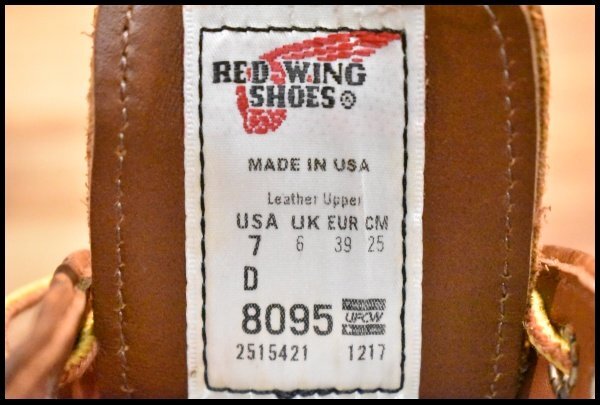 RED WING
SHOES®
MADE IN USA
Leather Upper
USA UK EUR CM
7 6 39 25
D
8095 UFCW
2515421 1217